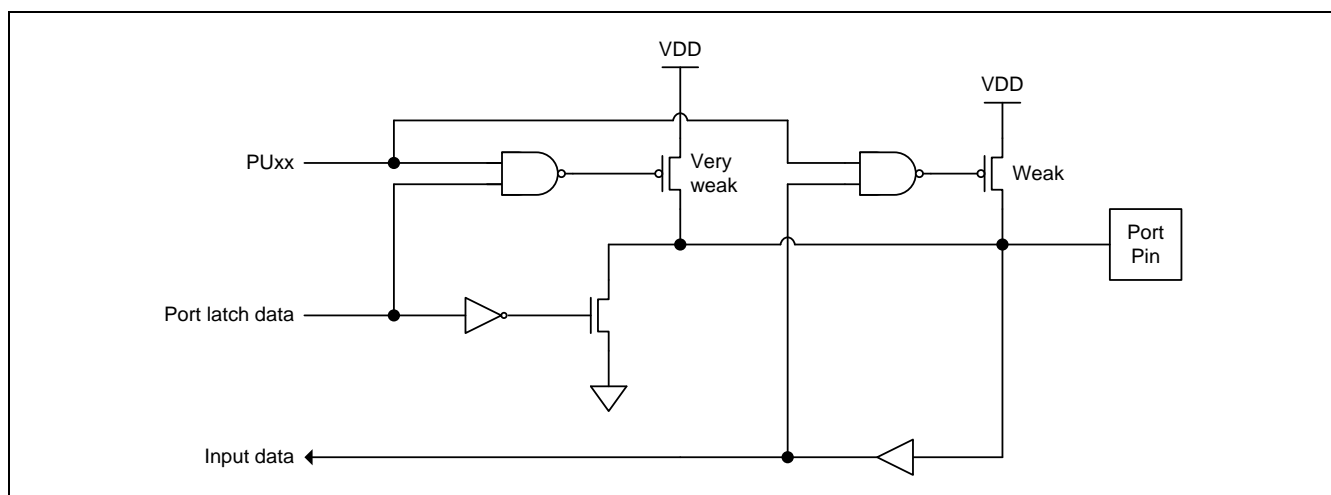 VDD
VDD
PUxx
Very
weak
Weak
Port
Pin
Port latch data
Input data